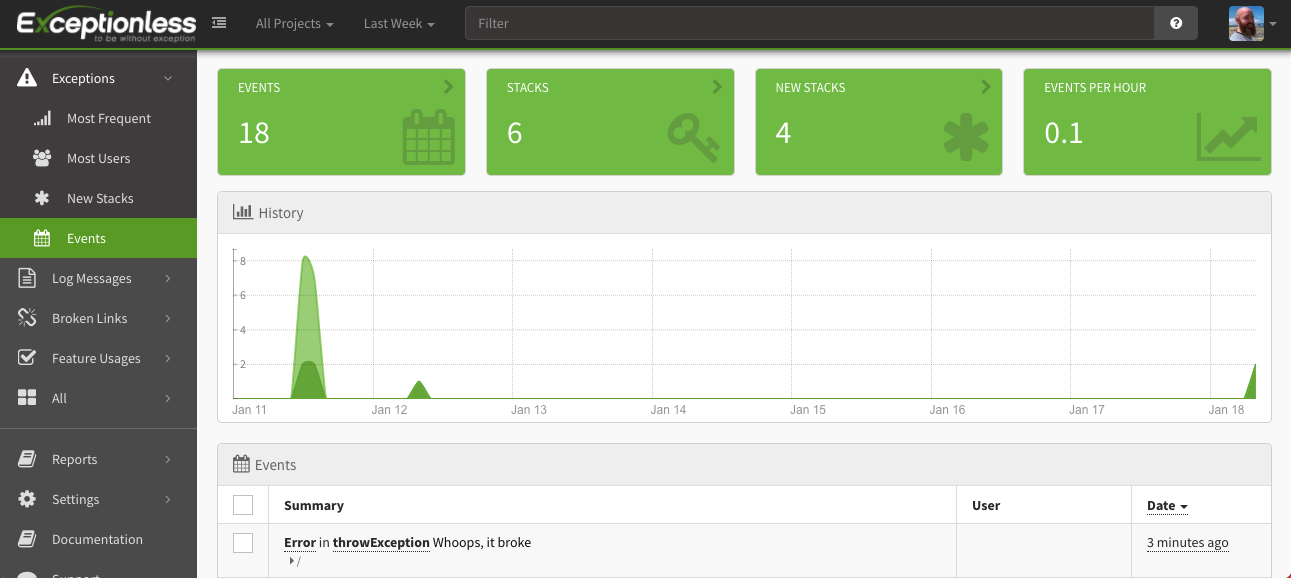 Exceptionless
to be without exception
All Projects
Last Week
Filter
Exceptions
Most Frequent
Most Users
New Stacks
Events
Log Messages
Broken Links
Feature Usages
All
Reports
Settings
Documentation
Support
EVENTS
18
STACKS
6
NEW STACKS
4
EVENTS PER HOUR
0.1
History
8
6
4
2
Jan 11 Jan 12 Jan 13 Jan 14 Jan 15 Jan 16 Jan 17 Jan 18
Events
Summary User Date
Error in throwException Whoops, it broke 3 minutes ago
/